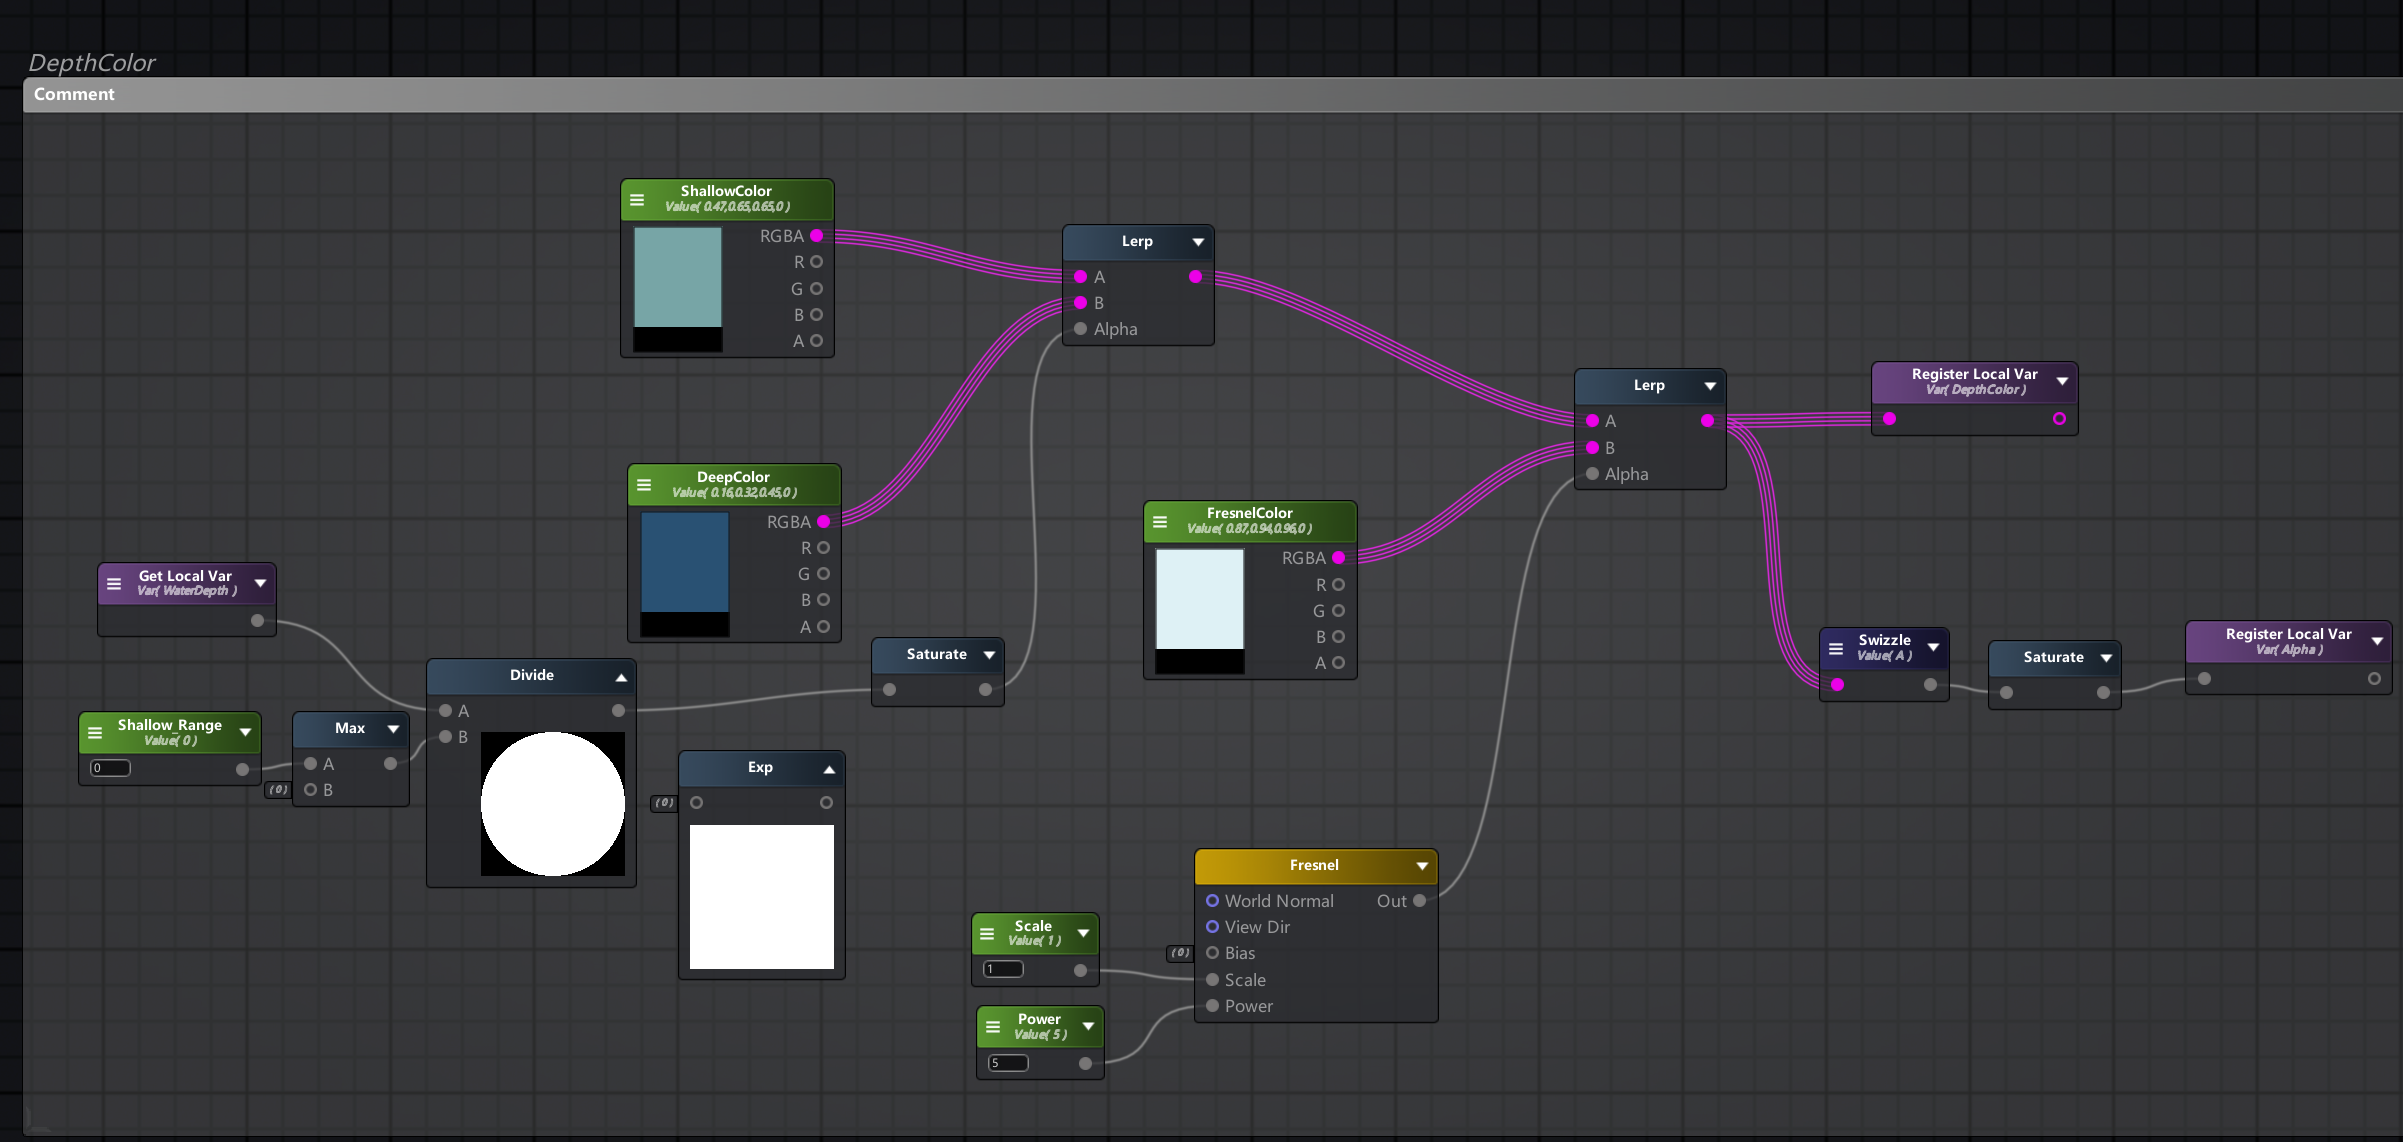 DepthColor
Comment
ShallowColor
Value( 0.47,0.65,0.65,0 )
RGBA
R
G
B
A
Lerp
A
B
Alpha
DeepColor
Value( 0.16,0.32,0.45,0 )
RGBA
R
G
B
A
Lerp
A
B
Alpha
Register Local Var
Var( DepthColor )
FresnelColor
Value( 0.87,0.94,0.96,0 )
RGBA
R
G
B
A
Get Local Var
Var( WaterDepth )
Shallow_Range
Value( 0 )
0
Max
A
( 0 ) B
Divide
A
B
Saturate
Exp
( 0 )
Swizzle
Value( A )
Saturate
Register Local Var
Var( Alpha )
Scale
Value( 1 )
1
Power
Value( 5 )
5
Fresnel
World Normal Out
View Dir
( 0 ) Bias
Scale
Power